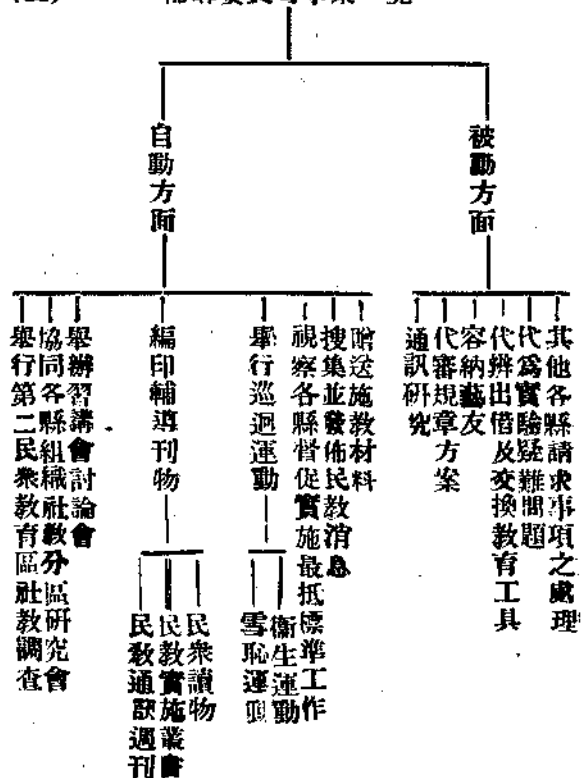 被動方面
其他各縣請求事項之處理
代爲實驗疑難問題
代辨出借及交換教育工具
容納藝友
代審規章方案
通訊研究
自動方面
贈送施教材料
搜集並發佈民教消息
視察各縣督促實施最抵標準工作
舉行巡迴運動
衞生運動
雪恥運動
編印輔導刊物
民衆讀物
民教實施叢書
民教通訊週刊
舉辦習講會討論會
協同各縣組織社教分區研究會
舉行第二民衆教育區社教調查